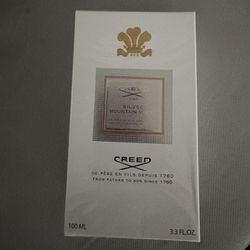 CREED
SILVER
MOUNTAIN W
CREED
DE PÈRE EN FILS DEPUIS 1760
FROM FATHER TO SON SINCE 1760
100 ML
3.3 FL.OZ.